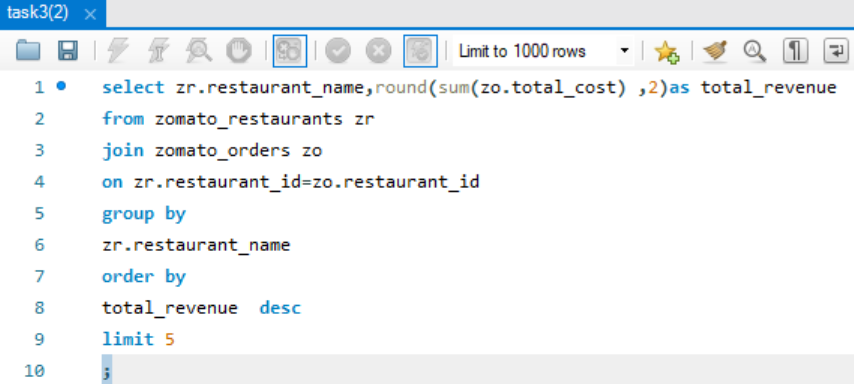 task3(2) ×
Limit to 1000 rows
1 select zr.restaurant_name,round(sum(zo.total_cost) ,2)as total_revenue
2 from zomato_restaurants zr
3 join zomato_orders zo
4 on zr.restaurant_id=zo.restaurant_id
5 group by
6 zr.restaurant_name
7 order by
8 total_revenue  desc
9 limit 5
10 ;